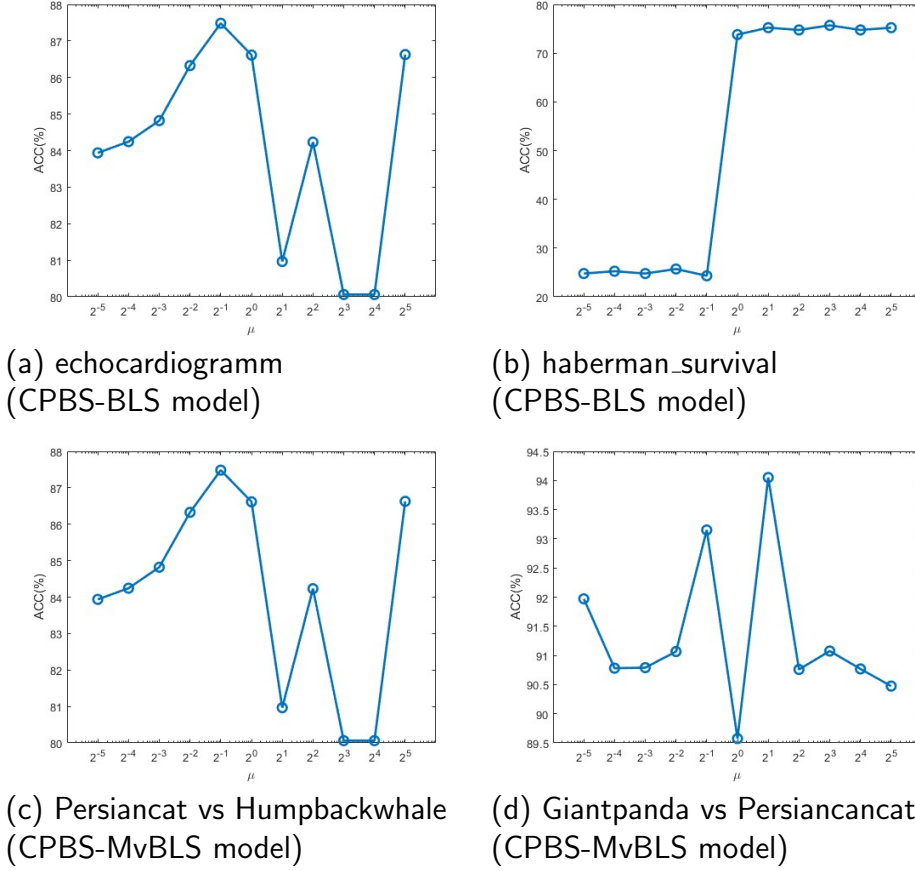 88
87
86
85
84
83
82
81
80
ACC(%)
2^-5 2^-4 2^-3 2^-2 2^-1 2^0 2^1 2^2 2^3 2^4 2^5
μ
80
70
60
50
40
30
20
ACC(%)
2^-5 2^-4 2^-3 2^-2 2^-1 2^0 2^1 2^2 2^3 2^4 2^5
μ
(a) echocardiogramm
(CPBS-BLS model)
(b) haberman_survival
(CPBS-BLS model)
88
87
86
85
84
83
82
81
80
ACC(%)
2^-5 2^-4 2^-3 2^-2 2^-1 2^0 2^1 2^2 2^3 2^4 2^5
μ
94.5
94
93.5
93
92.5
92
91.5
91
90.5
90
89.5
ACC(%)
2^-5 2^-4 2^-3 2^-2 2^-1 2^0 2^1 2^2 2^3 2^4 2^5
μ
(c) Persiancat vs Humpbackwhale
(CPBS-MvBLS model)
(d) Giantpanda vs Persiancancat
(CPBS-MvBLS model)